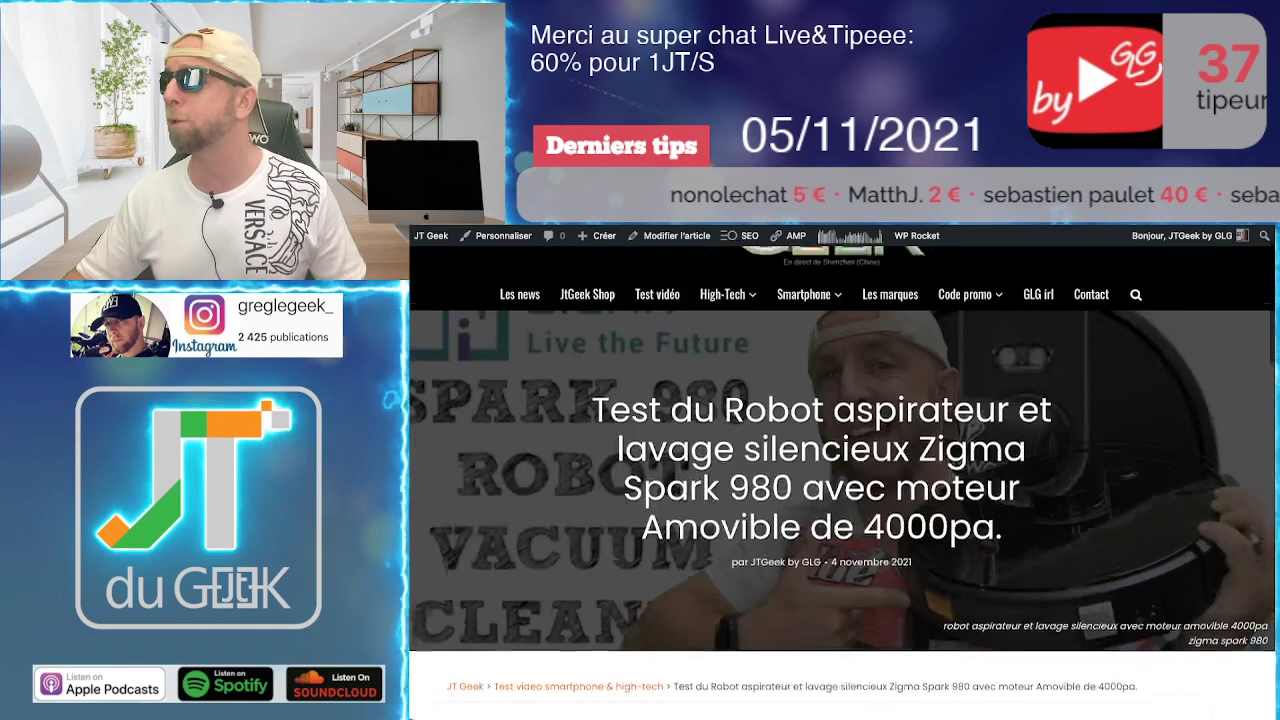 Merci au super chat Live&Tipeee:
60% pour 1JT/S
Derniers tips
05/11/2021
by GLG
37
tipeur
nonolechat 5 € · MatthJ. 2 € · sebastien paulet 40 € · seba
VERSACE
JT Geek Personnaliser 0 Créer Modifier l'article SEO AMP WP Rocket Bonjour, JTGeek by GLG
En direct de Shenzhen (Chine)
Les news JtGeek Shop Test vidéo High-Tech Smartphone Les marques Code promo GLG irl Contact
greglegeek_
2 425 publications
Instagram
Live the Future
SPARK 980
ROBOT
VACUUM
CLEAN
Test du Robot aspirateur et
lavage silencieux Zigma
Spark 980 avec moteur
Amovible de 4000pa.
par JTGeek by GLG • 4 novembre 2021
robot aspirateur et lavage silencieux avec moteur amovible 4000pa
zigma spark 980
JT
du GEEK
Listen on
Apple Podcasts
Listen on
Spotify
Listen On
SOUNDCLOUD
JT Geek > Test video smartphone & high-tech > Test du Robot aspirateur et lavage silencieux Zigma Spark 980 avec moteur Amovible de 4000pa.